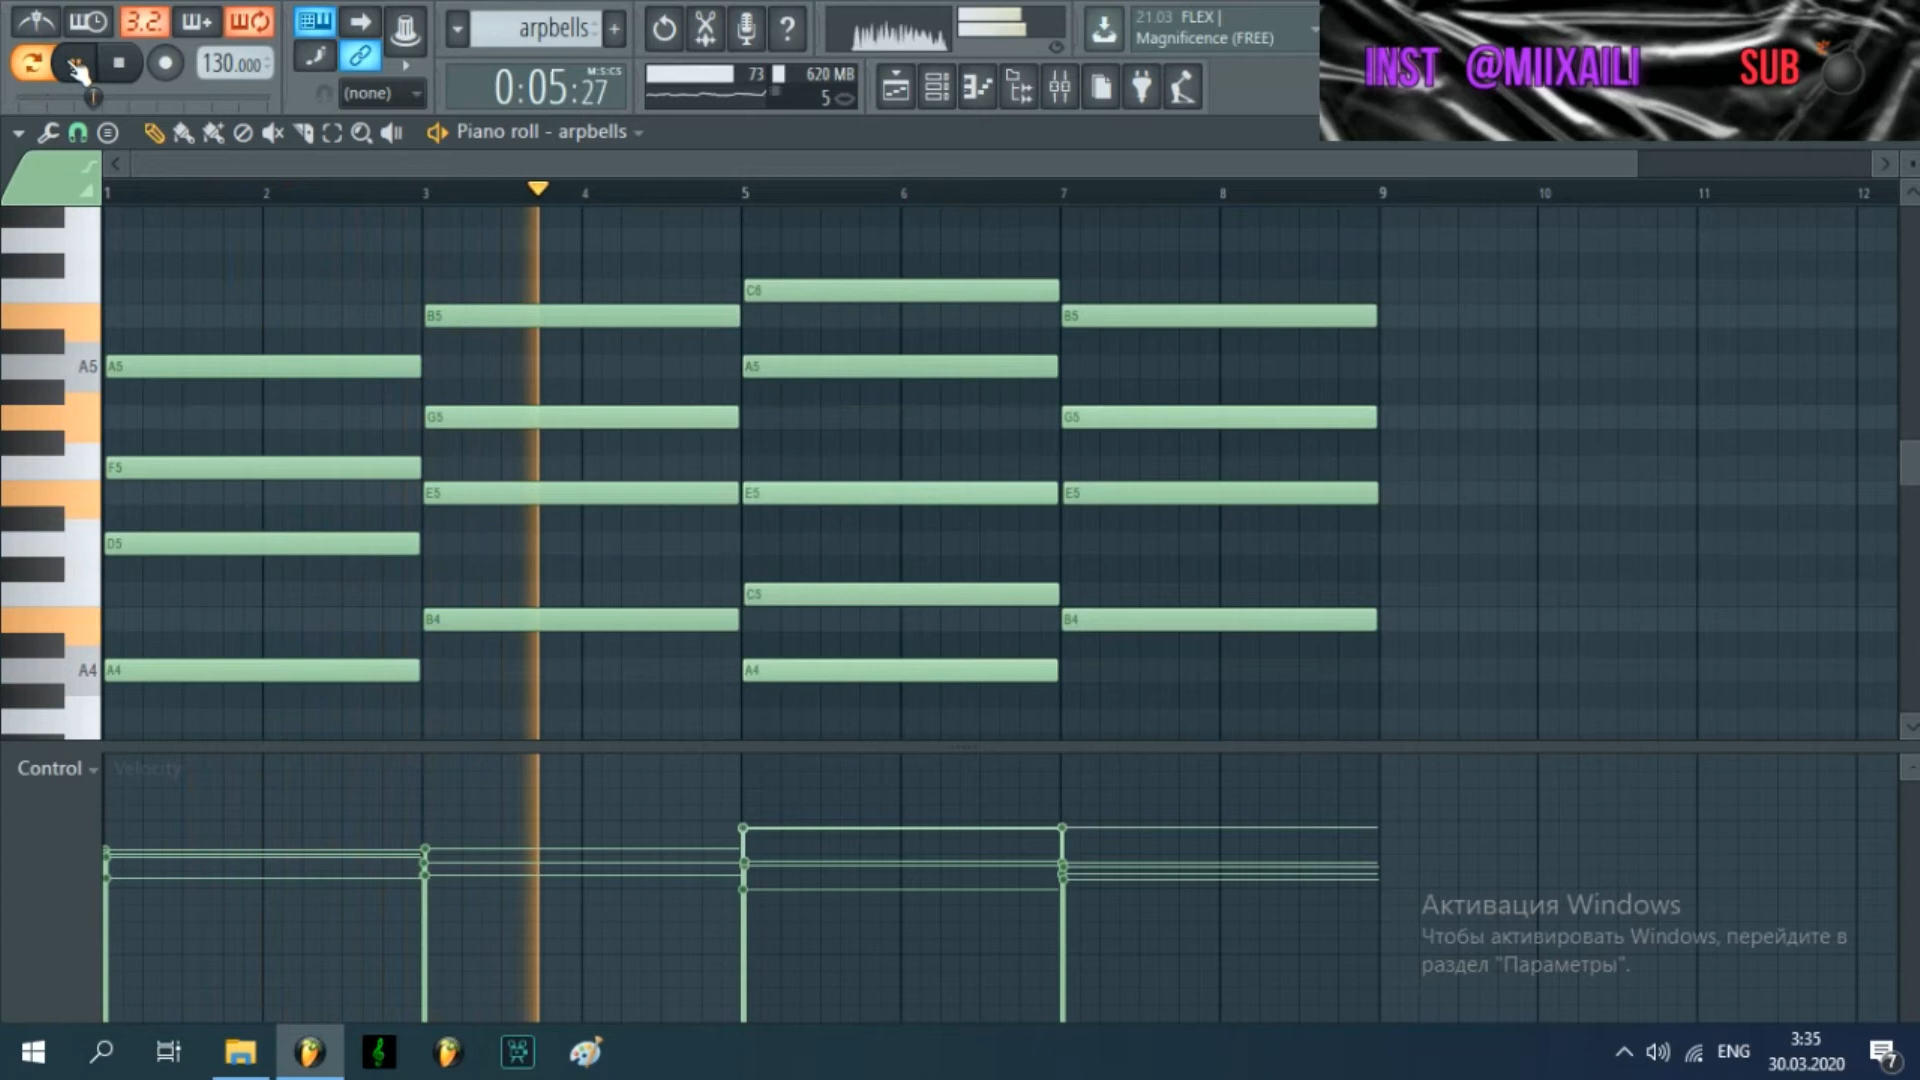 3.2.
130.000
arpbells
0:05:27
M:S:CS
73
620 MB
5
21.03 FLEX |
Magnificence (FREE)
INST @MIIXAILI SUB
(none)
Piano roll - arpbells
1 2 3 4 5 6 7 8 9 10 11 12
C6
B5 B5
A5 A5 A5
G5 G5
F5
E5 E5 E5
D5
C5
B4 B4
A4 A4 A4
Control Velocity
Активация Windows
Чтобы активировать Windows, перейдите в
раздел "Параметры".
ENG
3:35
30.03.2020
7